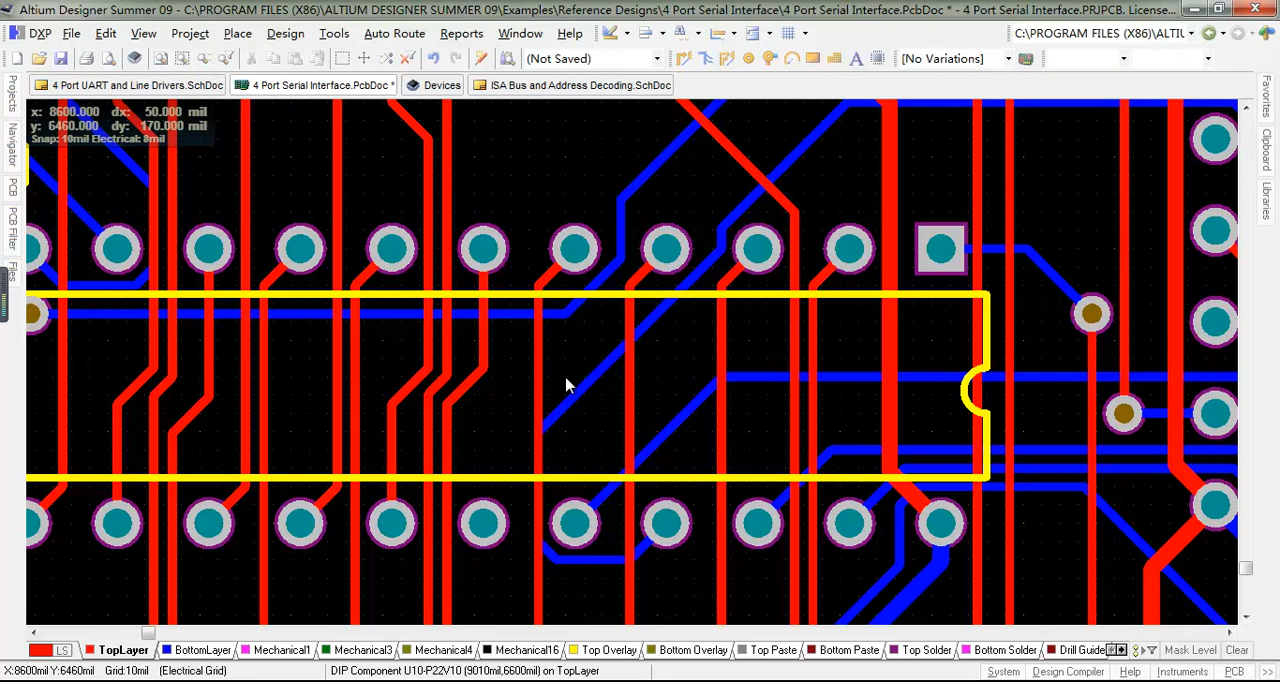 Altium Designer Summer 09 - C:\PROGRAM FILES (X86)\ALTIUM DESIGNER SUMMER 09\Examples\Reference Designs\4 Port Serial Interface\4 Port Serial Interface.PcbDoc * - 4 Port Serial Interface.PRJPCB. License...
DXP File Edit View Project Place Design Tools Auto Route Reports Window Help C:\PROGRAM FILES (X86)\ALTIU
(Not Saved) [No Variations]
4 Port UART and Line Drivers.SchDoc 4 Port Serial Interface.PcbDoc * Devices ISA Bus and Address Decoding.SchDoc
x: 8600.000 dx: 50.000 mil
y: 6460.000 dy: 170.000 mil
Snap: 10mil Electrical: 8mil
Projects
Navigator
PCB
PCB Filter
Files
Favorites
Clipboard
Libraries
LS TopLayer BottomLayer Mechanical1 Mechanical3 Mechanical4 Mechanical16 Top Overlay Bottom Overlay Top Paste Bottom Paste Top Solder Bottom Solder Drill Guide Mask Level Clear
X:8600mil Y:6460mil Grid:10mil (Electrical Grid) DIP Component U10-P22V10 (9010mil,6600mil) on TopLayer System Design Compiler Help Instruments PCB >>